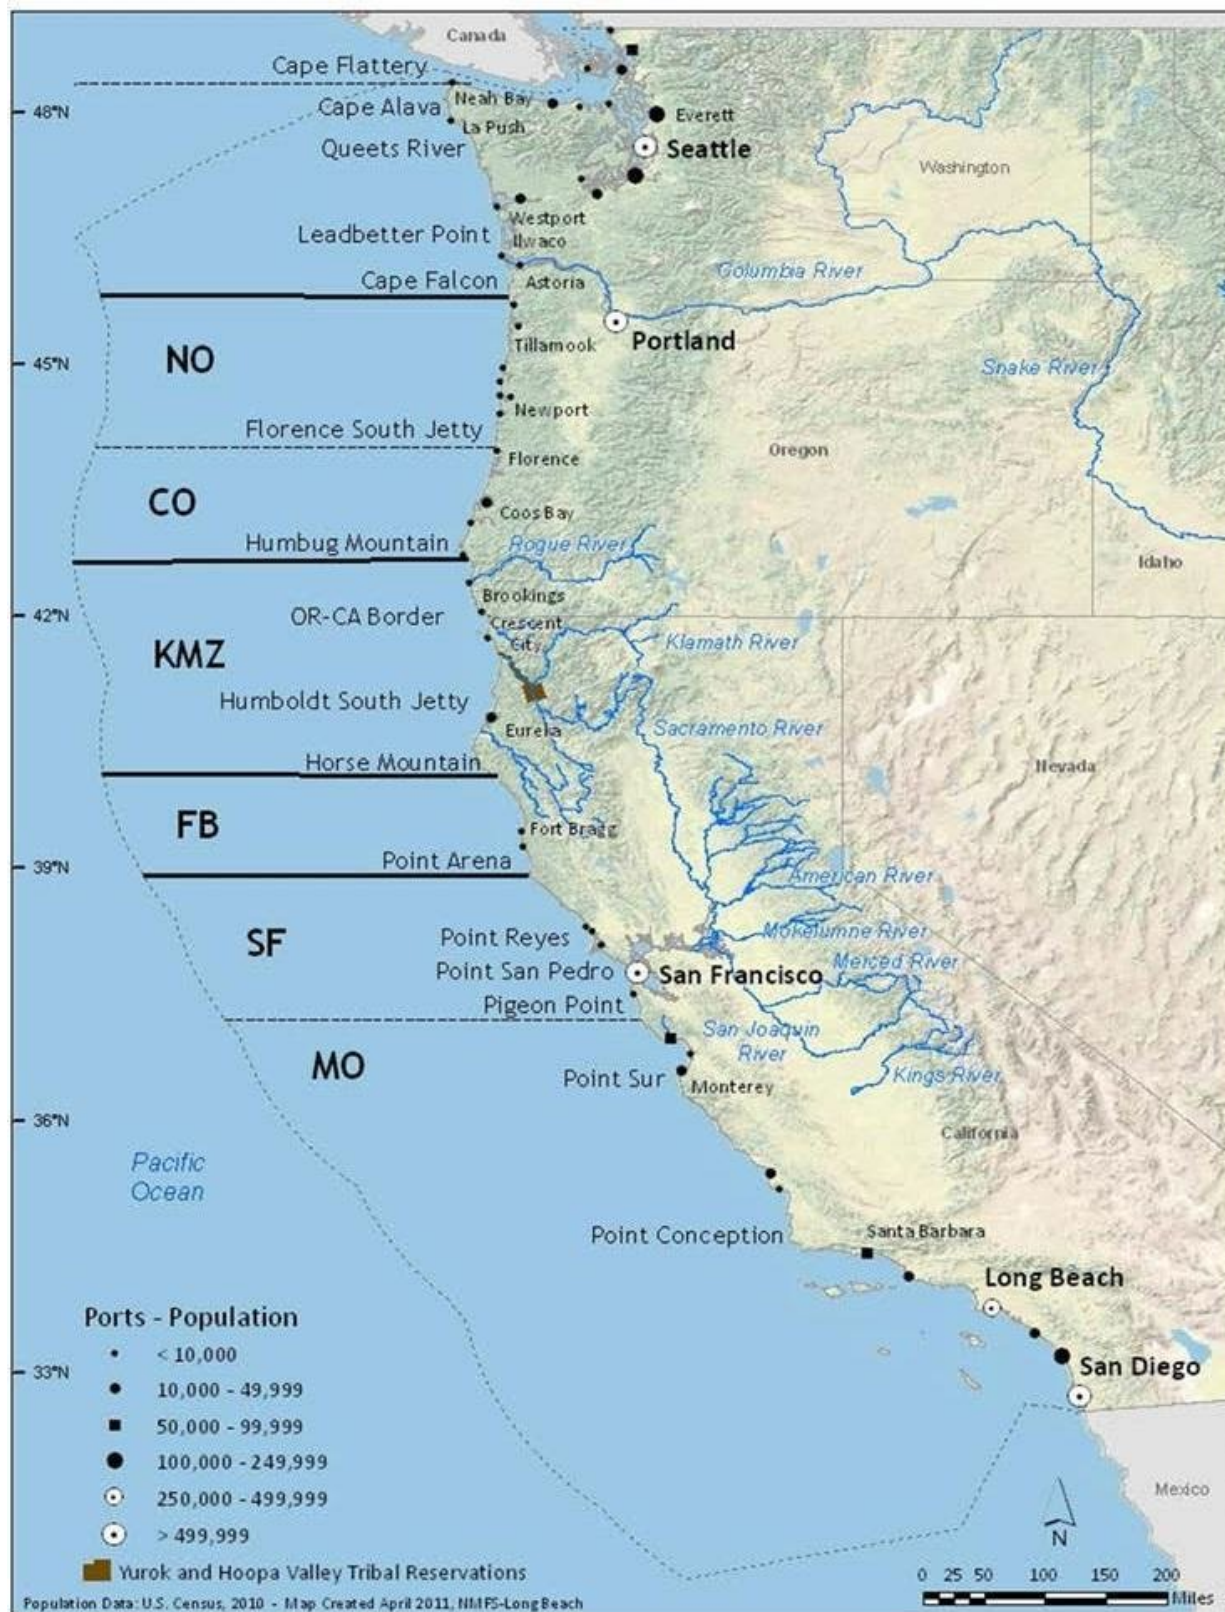 Canada
Cape Flattery
Neah Bay
48°N
Cape Alava
La Push
Everett
Queets River
Seattle
Washington
Westport
Leadbetter Point
Ilwaco
Columbia River
Cape Falcon
Astoria
Portland
Tillamook
NO
45°N
Snake River
Newport
Florence South Jetty
Florence
Oregon
CO
Coos Bay
Humbug Mountain
Rogue River
Idaho
Brookings
42°N
OR-CA Border
Crescent
City
Klamath River
KMZ
Humboldt South Jetty
Eureka
Sacramento River
Horse Mountain
Nevada
FB
Fort Bragg
Point Arena
39°N
American River
SF
Point Reyes
Mokelumne River
Merced River
Point San Pedro
San Francisco
Pigeon Point
San Joaquin
River
MO
Point Sur
Monterey
Kings River
36°N
California
Pacific
Ocean
Point Conception
Santa Barbara
Long Beach
33°N
San Diego
Mexico
Ports - Population
< 10,000
10,000 - 49,999
50,000 - 99,999
100,000 - 249,999
250,000 - 499,999
> 499,999
Yurok and Hoopa Valley Tribal Reservations
N
0 25 50 100 150 200
Miles
Population Data: U.S. Census, 2010 - Map Created April 2011, NMFS-Long Beach